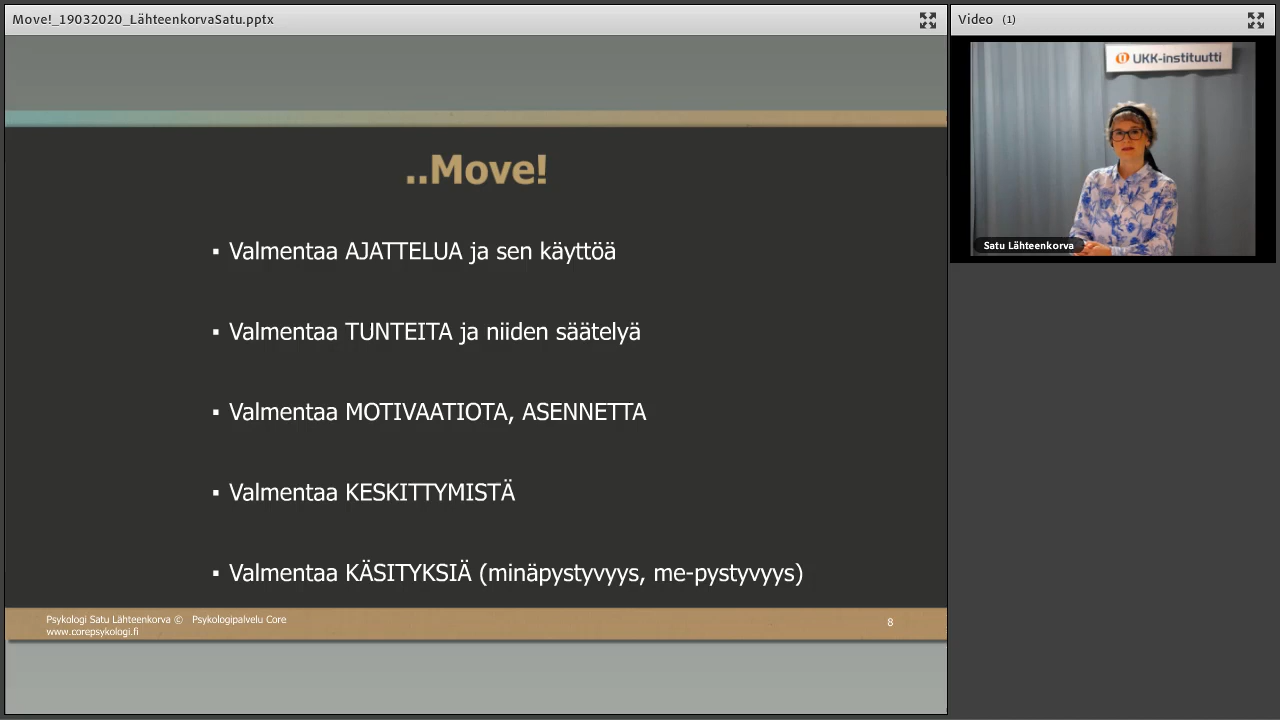 Move!_19032020_LähteenkorvaSatu.pptx
Video (1)
UKK-instituutti
Satu Lähteenkorva
..Move!
▪ Valmentaa AJATTELUA ja sen käyttöä
▪ Valmentaa TUNTEITA ja niiden säätelyä
▪ Valmentaa MOTIVAATIOTA, ASENNETTA
▪ Valmentaa KESKITTYMISTÄ
▪ Valmentaa KÄSITYKSIÄ (minäpystyvyys, me-pystyvyys)
Psykologi Satu Lähteenkorva © Psykologipalvelu Core
www.corepsykologi.fi
8